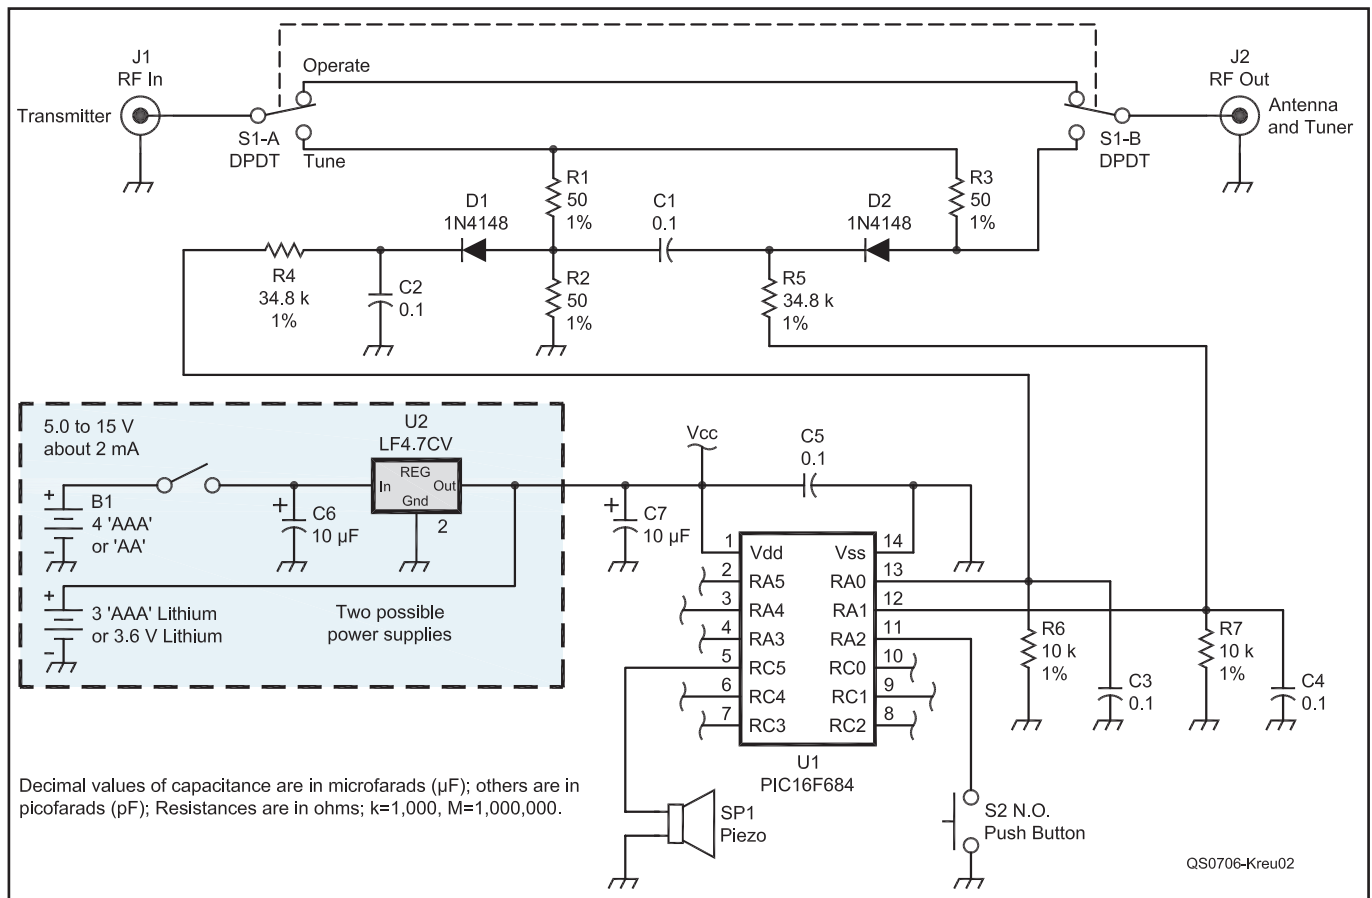 J1
RF In
Transmitter
Operate
S1-A
DPDT
Tune
J2
RF Out
Antenna
and Tuner
S1-B
DPDT
R1
50
1%
R3
50
1%
D1
1N4148
C1
0.1
D2
1N4148
R4
34.8 k
1%
C2
0.1
R2
50
1%
R5
34.8 k
1%
5.0 to 15 V
about 2 mA
U2
LF4.7CV
REG
In
Out
Gnd
2
+
B1
4 'AAA'
or 'AA'
–
+
C6
10 µF
+
3 'AAA' Lithium
or 3.6 V Lithium
–
Two possible
power supplies
Vcc
C5
0.1
+
C7
10 µF
1 Vdd Vss 14
2 RA5 RA0 13
3 RA4 RA1 12
4 RA3 RA2 11
5 RC5 RC0 10
6 RC4 RC1 9
7 RC3 RC2 8
U1
PIC16F684
R6
10 k
1%
C3
0.1
R7
10 k
1%
C4
0.1
SP1
Piezo
S2 N.O.
Push Button
Decimal values of capacitance are in microfarads (µF); others are in
picofarads (pF); Resistances are in ohms; k=1,000, M=1,000,000.
QS0706-Kreu02